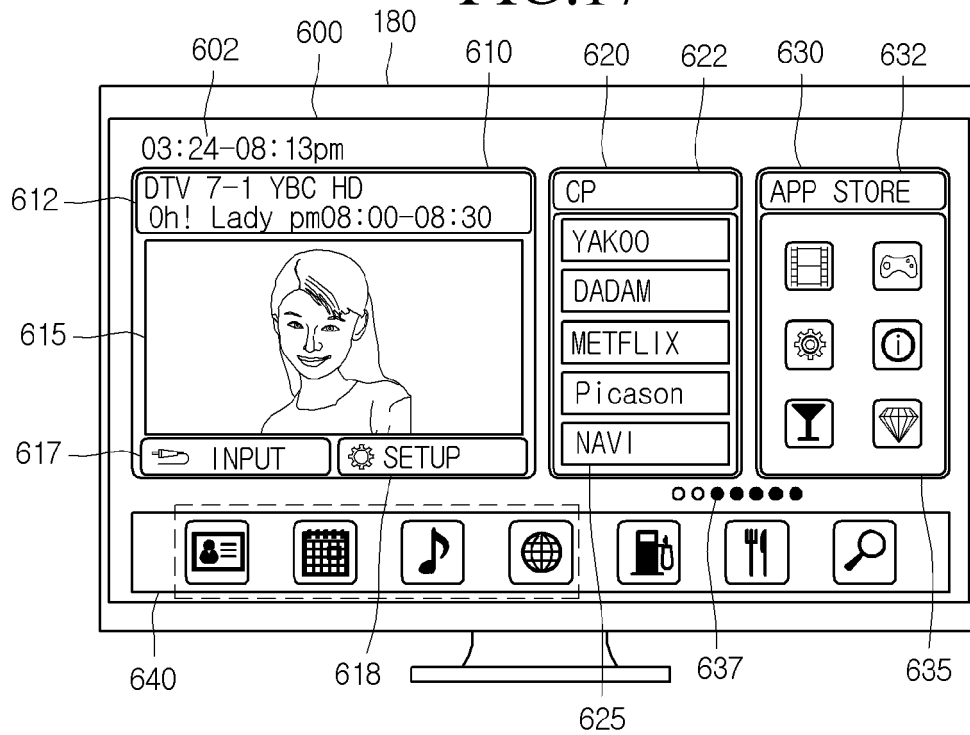 FIG.17
180
602
600
610
620
622
630
632
03:24-08:13pm
612
DTV 7-1 YBC HD
Oh! Lady pm08:00-08:30
CP
APP STORE
YAKOO
DADAM
615
METFLIX
Picason
617
INPUT
SETUP
NAVI
640
618
637
635
625